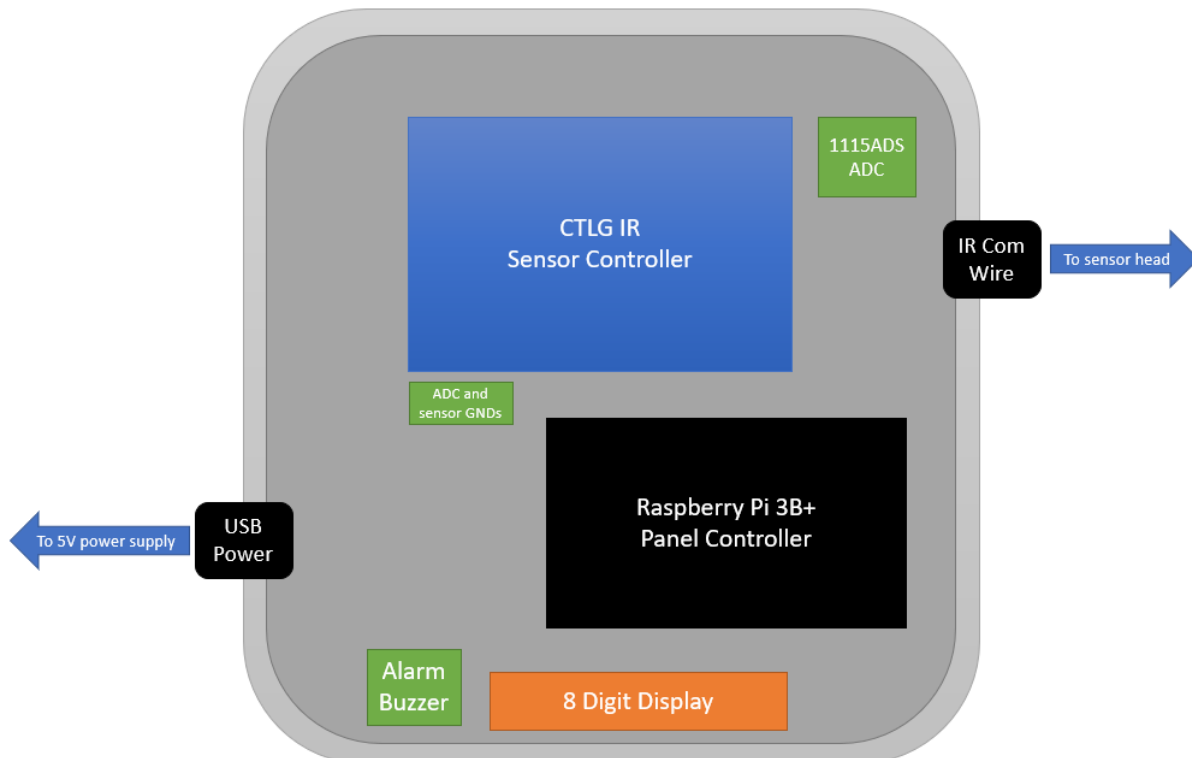 CTLG IR
Sensor Controller
1115ADS
ADC
IR Com
Wire
To sensor head
ADC and
sensor GNDs
Raspberry Pi 3B+
Panel Controller
To 5V power supply
USB
Power
Alarm
Buzzer
8 Digit Display